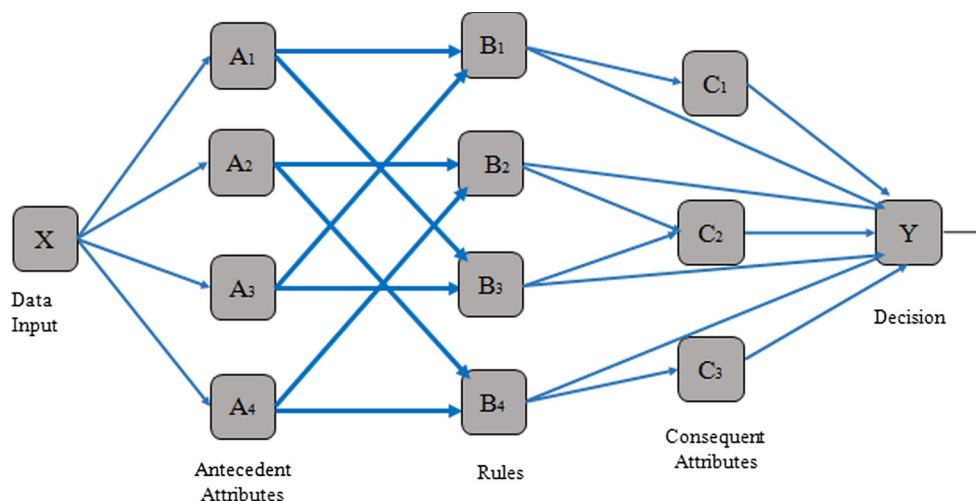 X
Data
Input
A1
A2
A3
A4
Antecedent
Attributes
B1
B2
B3
B4
Rules
C1
C2
C3
Consequent
Attributes
Y
Decision